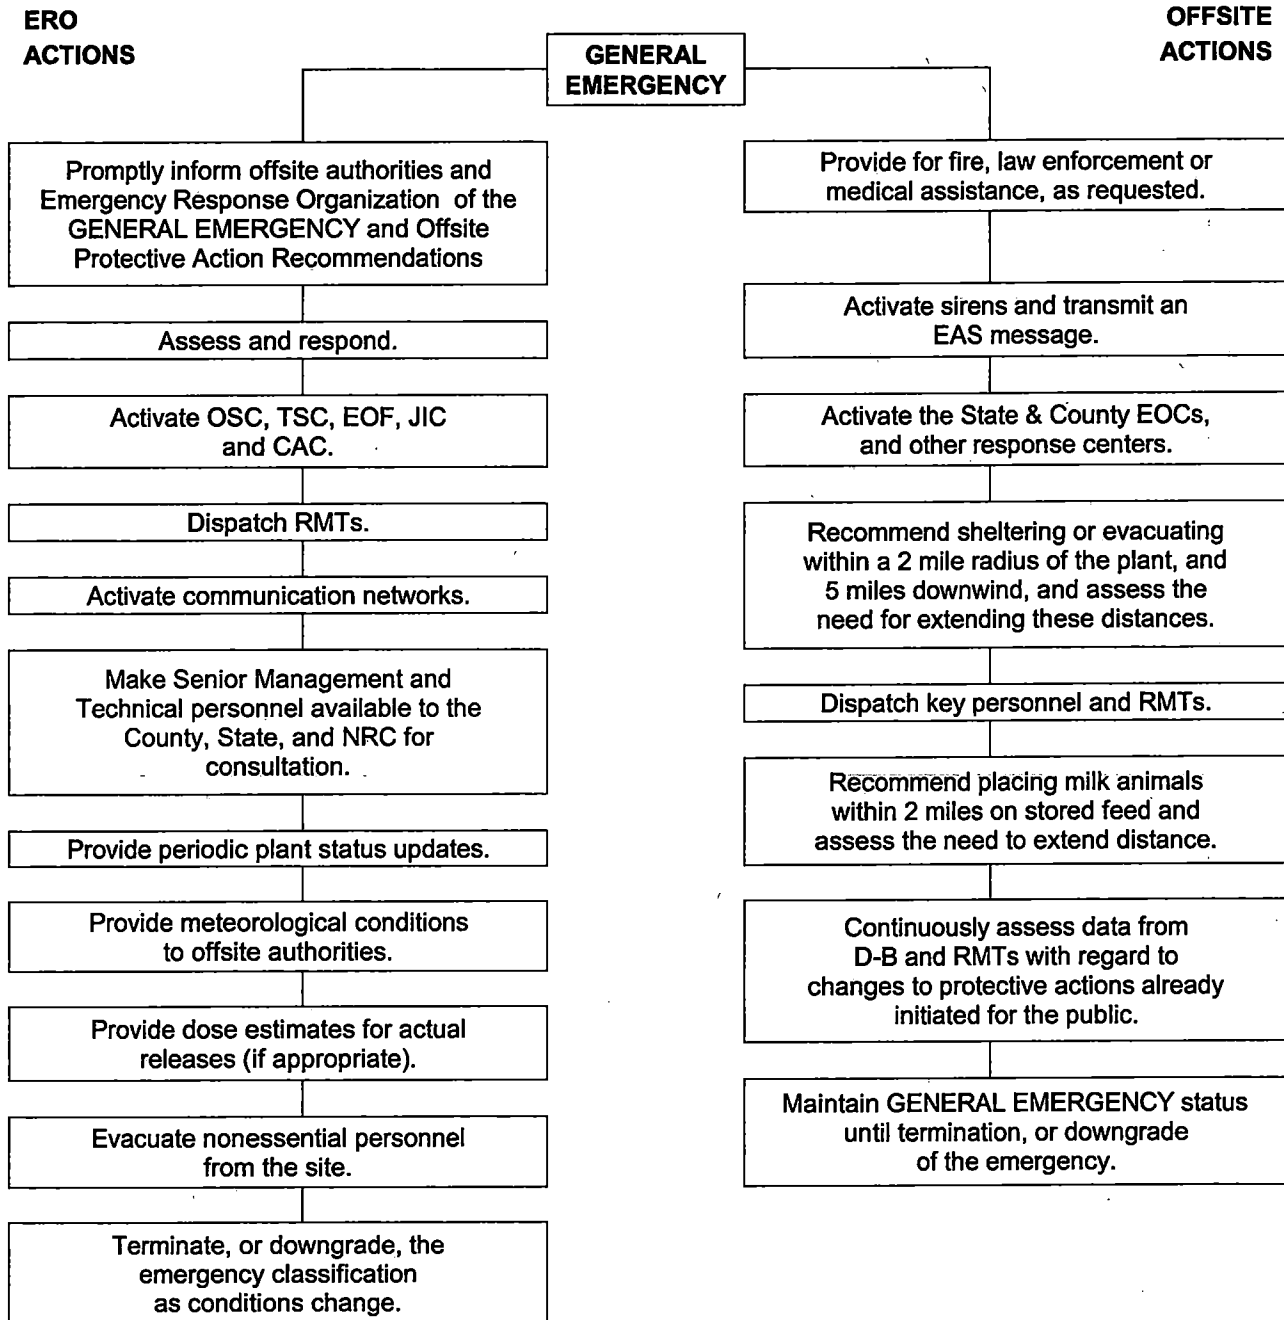 ERO
ACTIONS
OFFSITE
ACTIONS
GENERAL
EMERGENCY
Promptly inform offsite authorities and
Emergency Response Organization of the
GENERAL EMERGENCY and Offsite
Protective Action Recommendations
Assess and respond.
Activate OSC, TSC, EOF, JIC
and CAC.
Dispatch RMTs.
Activate communication networks.
Make Senior Management and
Technical personnel available to the
County, State, and NRC for
consultation.
Provide periodic plant status updates.
Provide meteorological conditions
to offsite authorities.
Provide dose estimates for actual
releases (if appropriate).
Evacuate nonessential personnel
from the site.
Terminate, or downgrade, the
emergency classification
as conditions change.
Provide for fire, law enforcement or
medical assistance, as requested.
Activate sirens and transmit an
EAS message.
Activate the State & County EOCs,
and other response centers.
Recommend sheltering or evacuating
within a 2 mile radius of the plant, and
5 miles downwind, and assess the
need for extending these distances.
Dispatch key personnel and RMTs.
Recommend placing milk animals
within 2 miles on stored feed and
assess the need to extend distance.
Continuously assess data from
D-B and RMTs with regard to
changes to protective actions already
initiated for the public.
Maintain GENERAL EMERGENCY status
until termination, or downgrade
of the emergency.